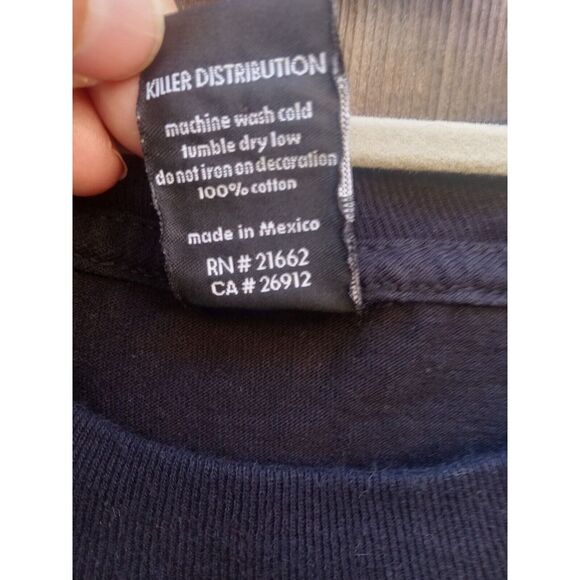 KILLER DISTRIBUTION
machine wash cold
tumble dry low
do not iron on decoration
100% cotton
made in Mexico
RN # 21662
CA # 26912